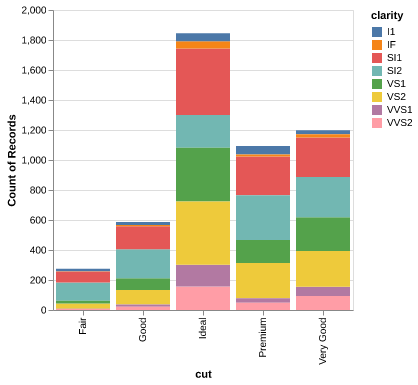 2,000
1,800
1,600
1,400
1,200
1,000
800
600
400
200
0
Count of Records
Fair
Good
Ideal
Premium
Very Good
cut
clarity
I1
IF
SI1
SI2
VS1
VS2
VVS1
VVS2